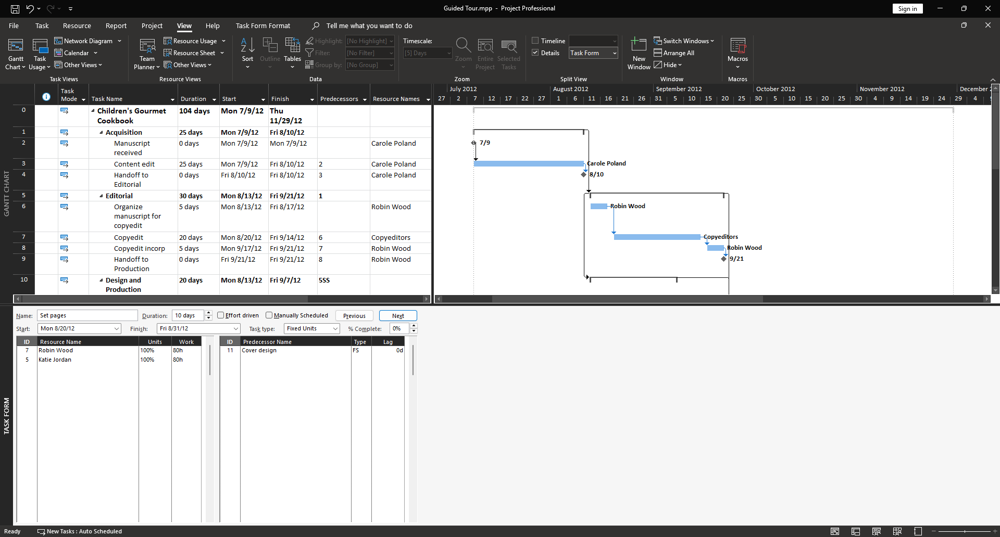 Guided Tour.mpp - Project Professional
Sign in
File Task Resource Report Project View Help Task Form Format Tell me what you want to do
Gantt Chart
Task Usage
Network Diagram
Calendar
Other Views
Task Views
Team Planner
Resource Usage
Resource Sheet
Other Views
Resource Views
Sort
Outline
Tables
Highlight: [No Highlight]
Filter: [No Filter]
Group by: [No Group]
Data
Timescale:
[5] Days
Zoom
Entire Project
Selected Tasks
Zoom
Timeline
Details Task Form
Split View
New Window
Switch Windows
Arrange All
Hide
Window
Macros
Macros
GANTT CHART
Task Mode Task Name Duration Start Finish Predecessors Resource Names
0 Children's Gourmet Cookbook 104 days Mon 7/9/12 Thu 11/29/12
1 Acquisition 25 days Mon 7/9/12 Fri 8/10/12
2 Manuscript received 0 days Mon 7/9/12 Mon 7/9/12 Carole Poland
3 Content edit 25 days Mon 7/9/12 Fri 8/10/12 2 Carole Poland
4 Handoff to Editorial 0 days Fri 8/10/12 Fri 8/10/12 3 Carole Poland
5 Editorial 30 days Mon 8/13/12 Fri 9/21/12 1
6 Organize manuscript for copyedit 5 days Mon 8/13/12 Fri 8/17/12 Robin Wood
7 Copyedit 20 days Mon 8/20/12 Fri 9/14/12 6 Copyeditors
8 Copyedit incorp 5 days Mon 9/17/12 Fri 9/21/12 7 Robin Wood
9 Handoff to Production 0 days Fri 9/21/12 Fri 9/21/12 8 Robin Wood
10 Design and Production 20 days Mon 8/13/12 Fri 9/7/12 5SS
July 2012 August 2012 September 2012 October 2012 November 2012 December
27 2 7 12 17 22 27 1 6 11 16 21 26 31 5 10 15 20 25 30 5 10 15 20 25 30 4 9 14 19 24 29 4
7/9
Carole Poland
8/10
Robin Wood
Copyeditors
Robin Wood
9/21
TASK FORM
Name: Set pages Duration: 10 days Effort driven Manually Scheduled Previous Next
Start: Mon 8/20/12 Finish: Fri 8/31/12 Task type: Fixed Units % Complete: 0%
ID Resource Name Units Work
7 Robin Wood 100% 80h
5 Katie Jordan 100% 80h
ID Predecessor Name Type Lag
11 Cover design FS 0d
Ready New Tasks : Auto Scheduled